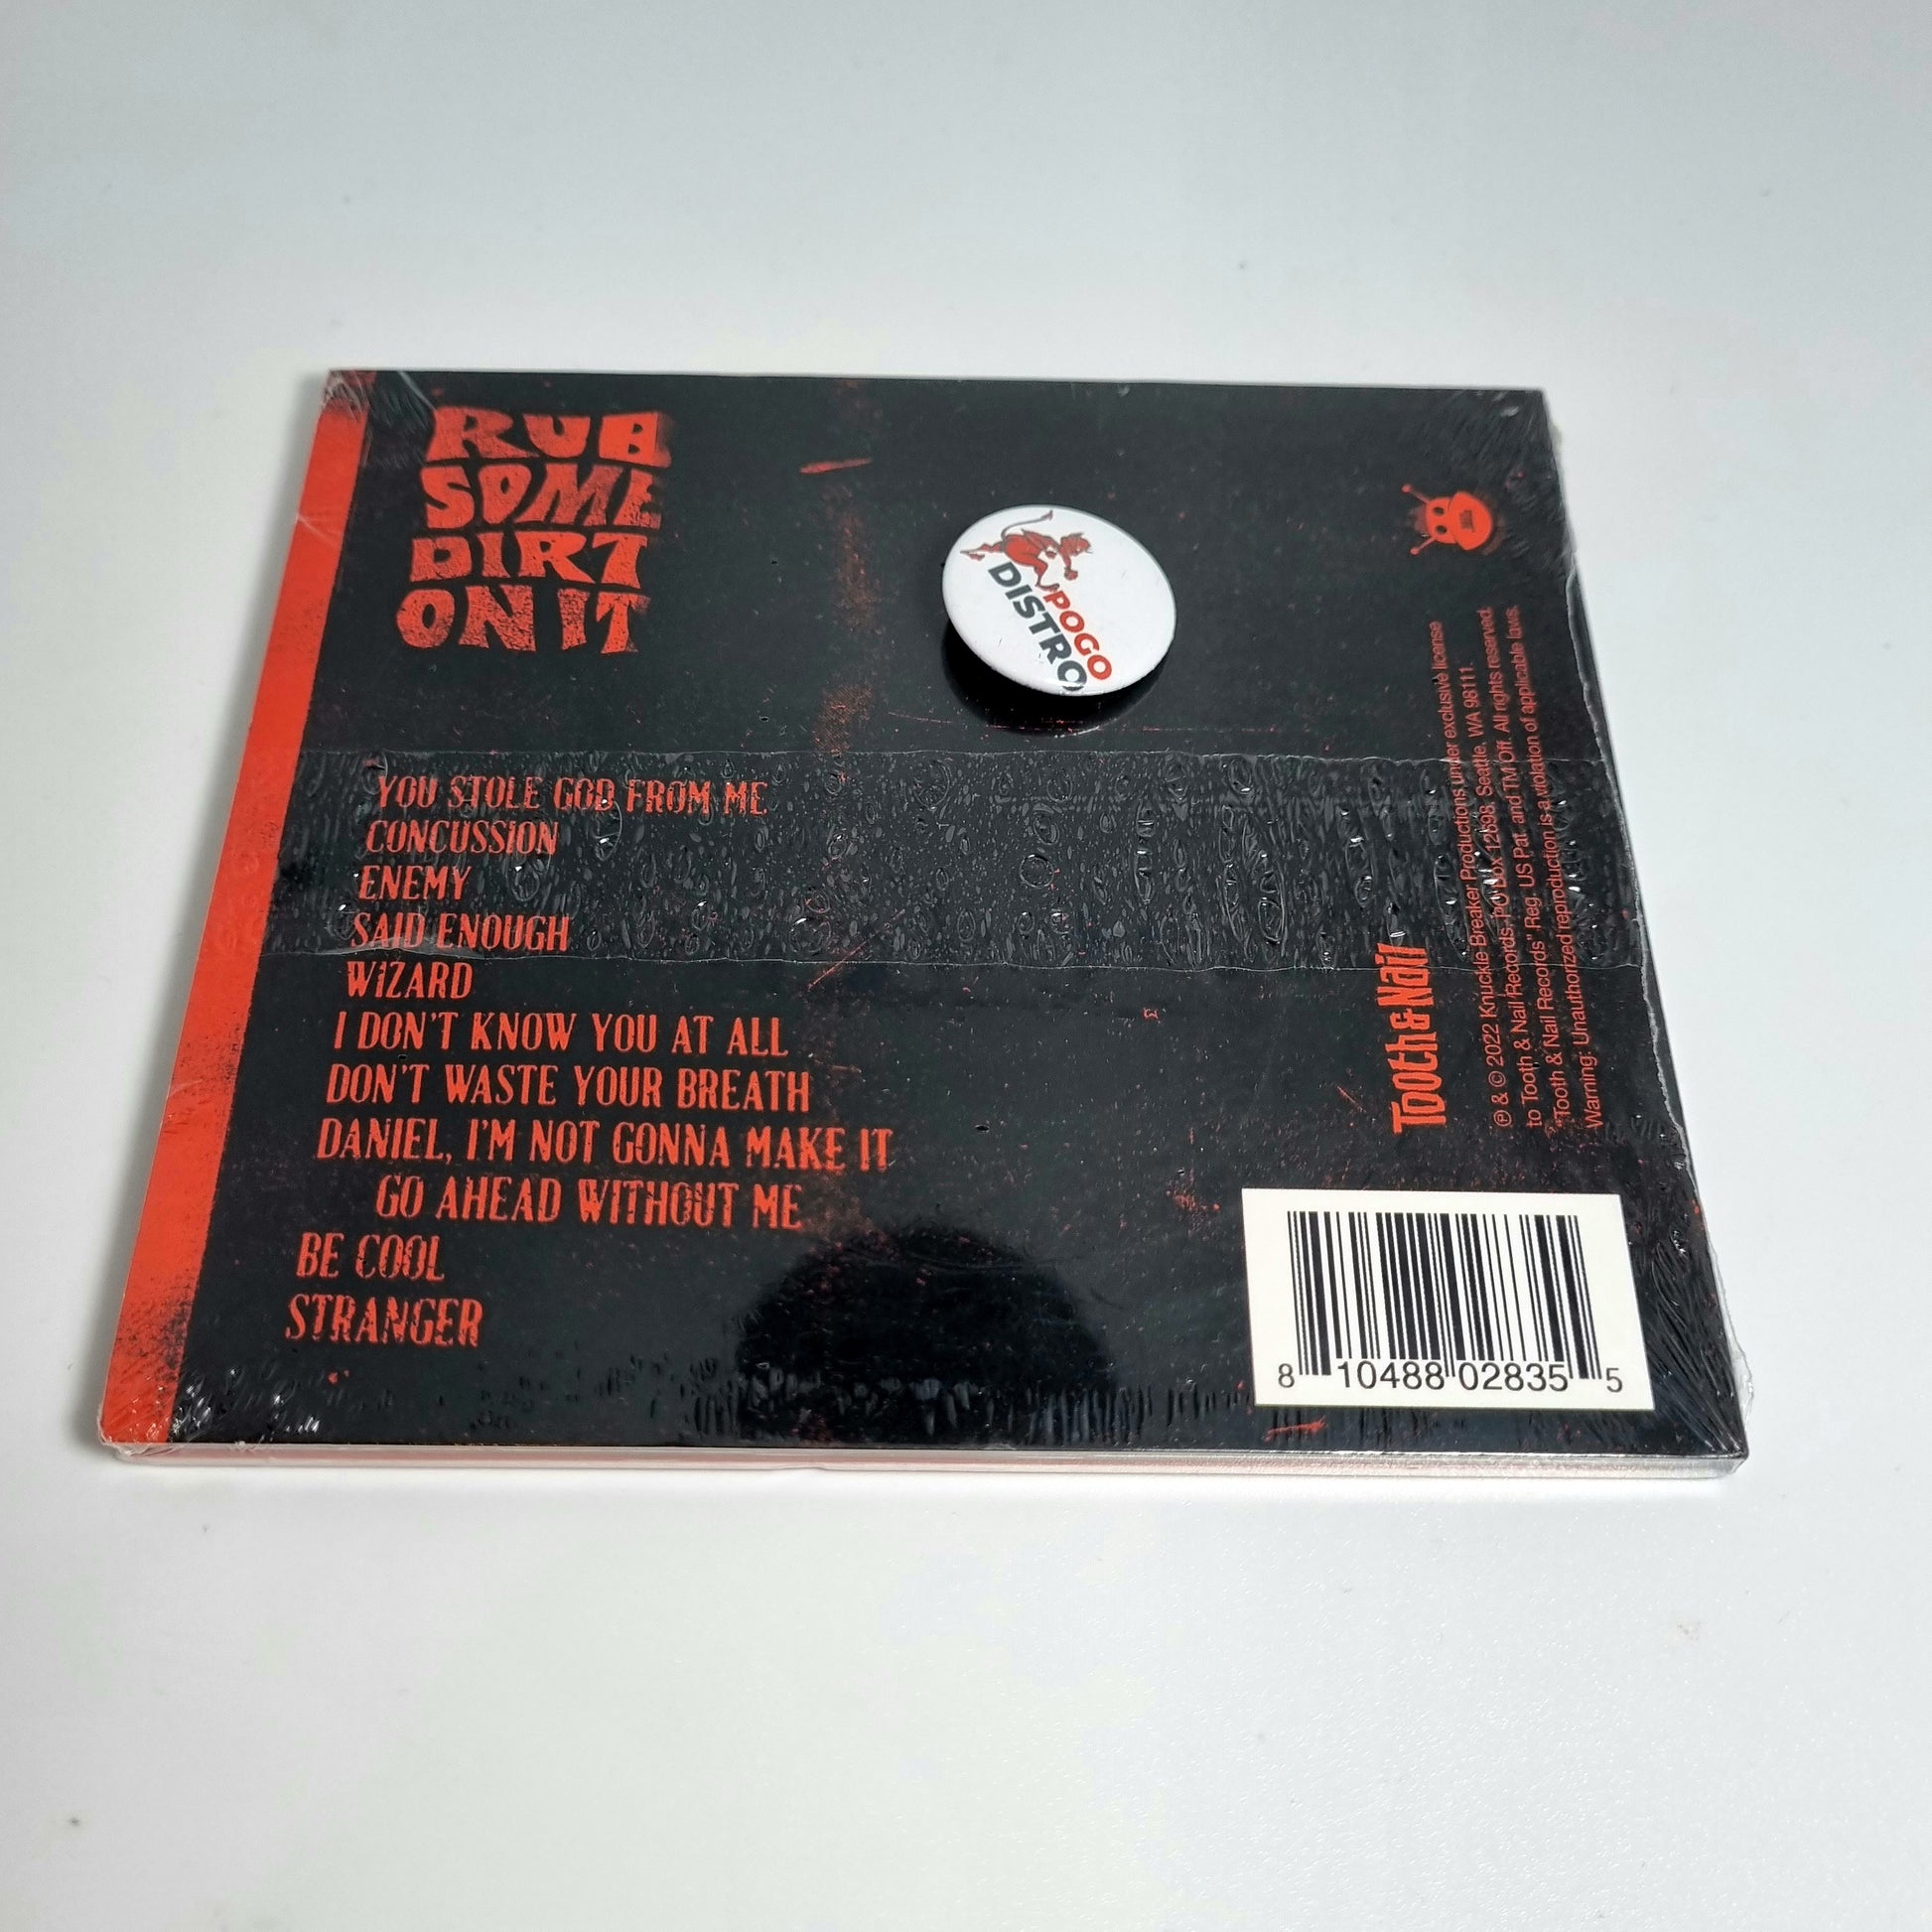 RUB
SOME
DIRT
ON IT
POGO
DISTRO
YOU STOLE GOD FROM ME
CONCUSSION
ENEMY
SAID ENOUGH
WIZARD
I DON'T KNOW YOU AT ALL
DON'T WASTE YOUR BREATH
DANIEL, I'M NOT GONNA MAKE IT
GO AHEAD WITHOUT ME
BE COOL
STRANGER
Tooth & Nail
℗ & © 2022 Knuckle Breaker Productions under exclusive license
to Tooth & Nail Records. PO Box 12698, Seattle, WA 98111.
"Tooth & Nail Records" Reg. US Pat. and TM Off. All rights reserved.
Warning: Unauthorized reproduction is a violation of applicable laws.
8 10488 02835 5